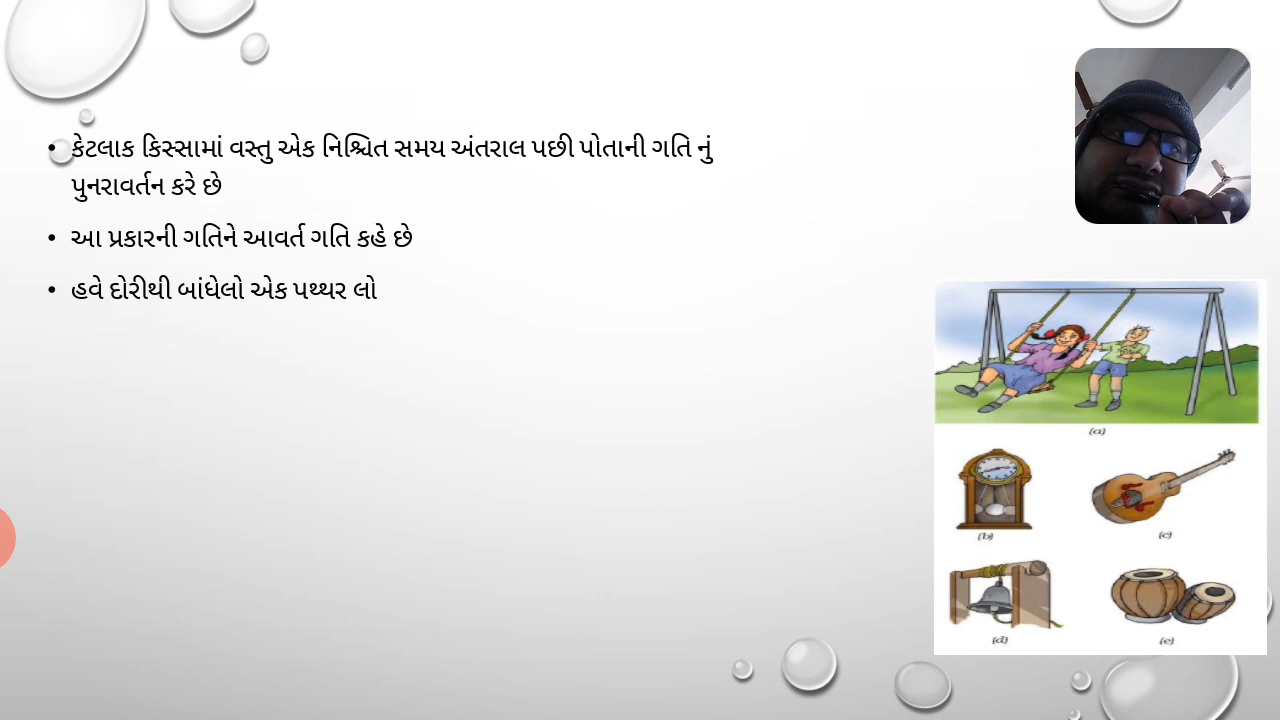 • કેટલાક કિસ્સામાં વસ્તુ એક નિશ્ચિત સમય અંતરાલ પછી પોતાની ગતિ નું
પુનરાવર્તન કરે છે
• આ પ્રકારની ગતિને આવર્ત ગતિ કહે છે
• હવે દોરીથી બાંધેલો એક પથ્થર લો
(a)
(b)
(c)
(d)
(e)